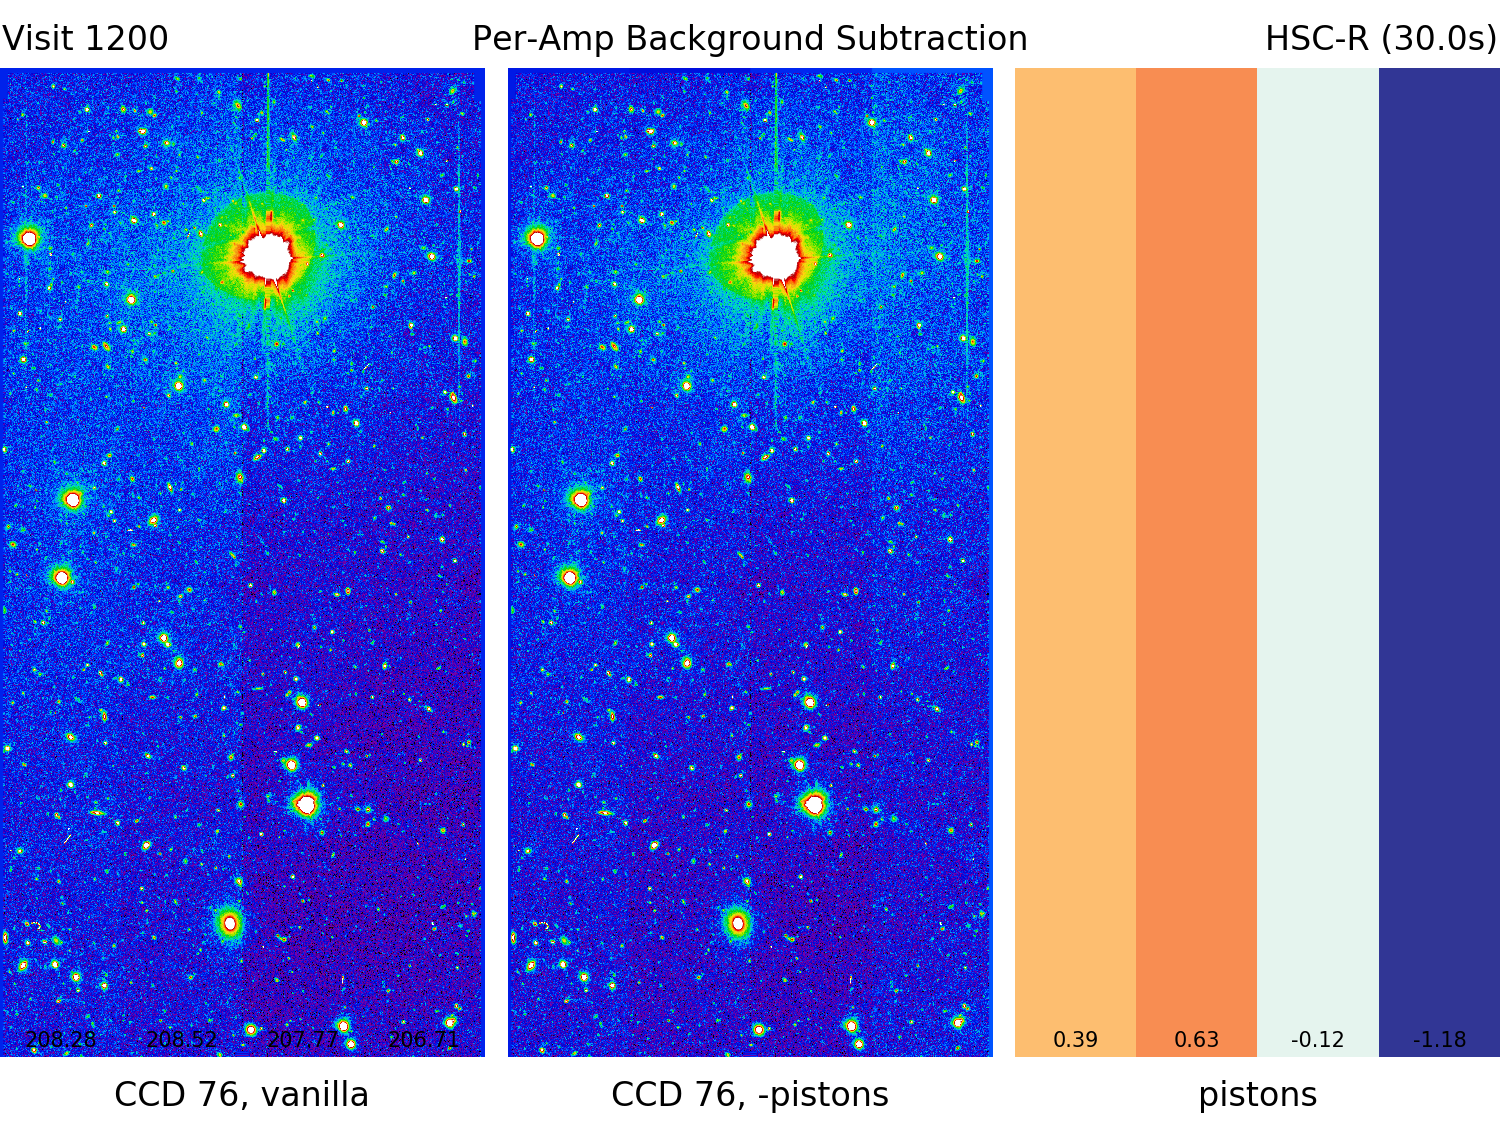 Visit 1200 Per-Amp Background Subtraction HSC-R (30.0s)
208.28 208.52 207.77 206.71 0.39 0.63 -0.12 -1.18
CCD 76, vanilla CCD 76, -pistons pistons